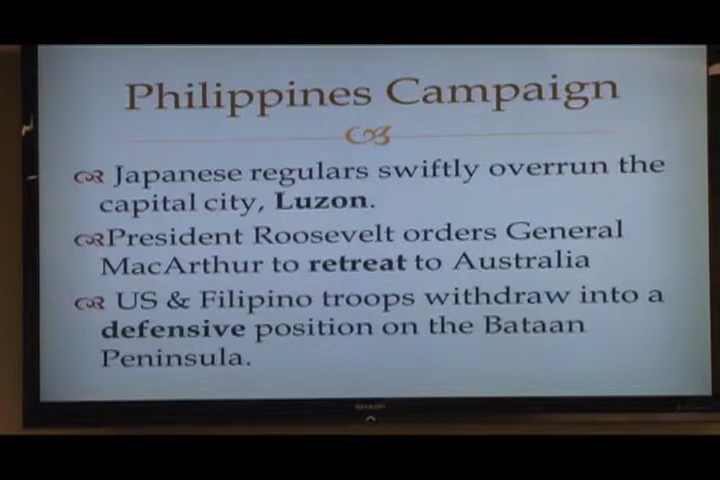 Philippines Campaign
Japanese regulars swiftly overrun the
capital city, Luzon.
President Roosevelt orders General
MacArthur to retreat to Australia
US & Filipino troops withdraw into a
defensive position on the Bataan
Peninsula.
SHARP